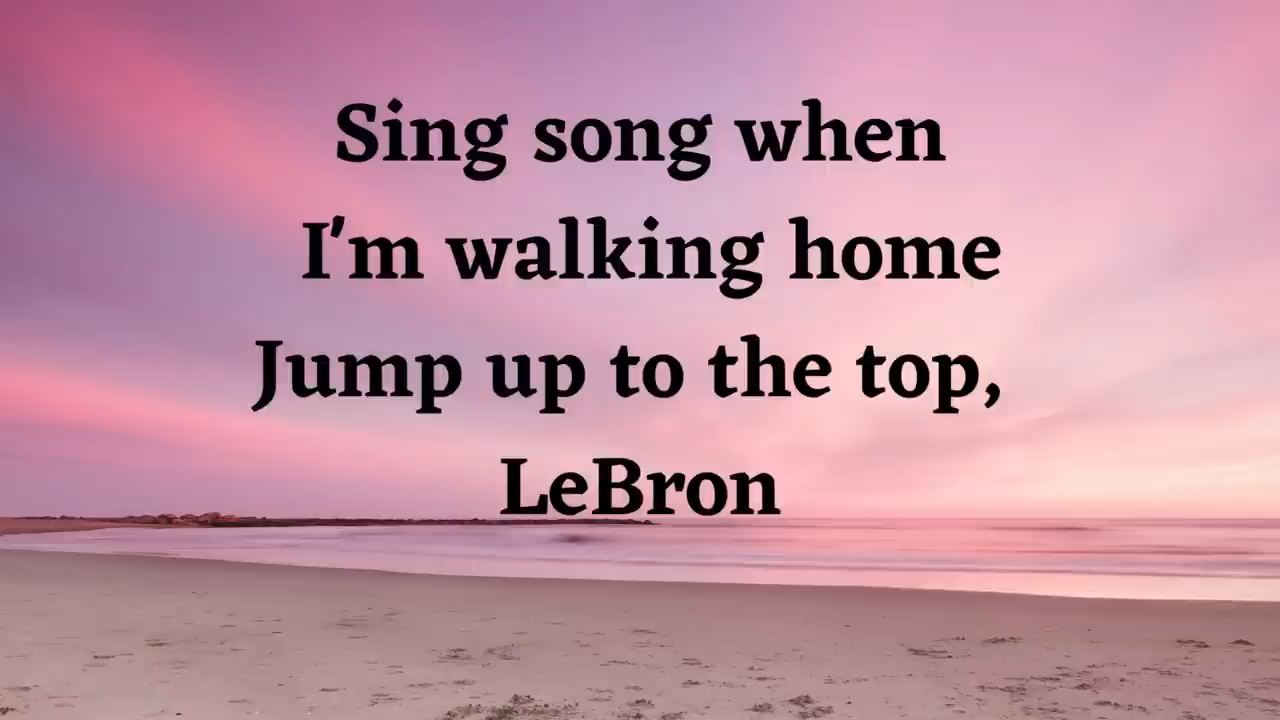 Sing song when
I'm walking home
Jump up to the top,
LeBron